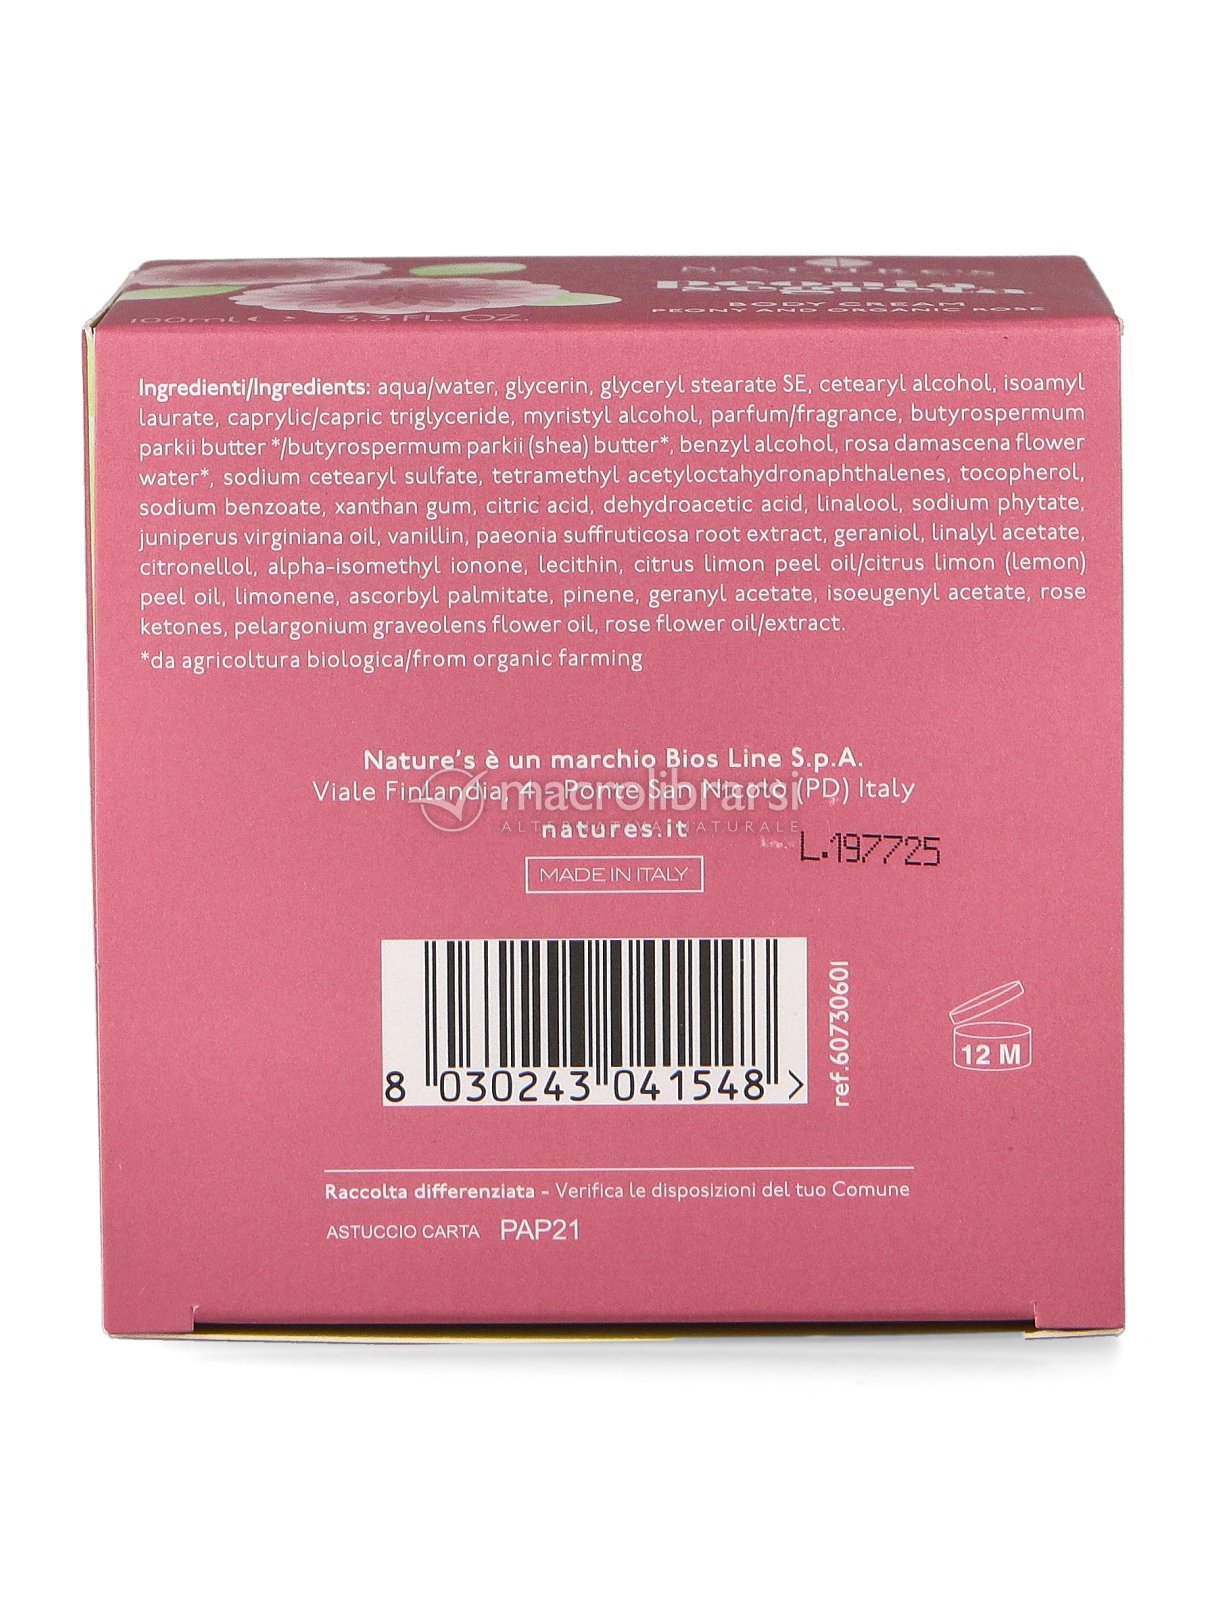 NATURE'S
BODY CREAM
PEONY AND ORGANIC ROSE
100mL ℮ 3.3 FL. OZ.
Ingredienti/Ingredients: aqua/water, glycerin, glyceryl stearate SE, cetearyl alcohol, isoamyl
laurate, caprylic/capric triglyceride, myristyl alcohol, parfum/fragrance, butyrospermum
parkii butter */butyrospermum parkii (shea) butter*, benzyl alcohol, rosa damascena flower
water*, sodium cetearyl sulfate, tetramethyl acetyloctahydronaphthalenes, tocopherol,
sodium benzoate, xanthan gum, citric acid, dehydroacetic acid, linalool, sodium phytate,
juniperus virginiana oil, vanillin, paeonia suffruticosa root extract, geraniol, linalyl acetate,
citronellol, alpha-isomethyl ionone, lecithin, citrus limon peel oil/citrus limon (lemon)
peel oil, limonene, ascorbyl palmitate, pinene, geranyl acetate, isoeugenyl acetate, rose
ketones, pelargonium graveolens flower oil, rose flower oil/extract.
*da agricoltura biologica/from organic farming
Nature's è un marchio Bios Line S.p.A.
Viale Finlandia, 4 - Ponte San Nicolò (PD) Italy
macrolibrarsi
ALTERNATIVA NATURALE
natures.it
L.197725
MADE IN ITALY
8 030243 041548 >
ref.60730601
12 M
Raccolta differenziata - Verifica le disposizioni del tuo Comune
ASTUCCIO CARTA PAP21